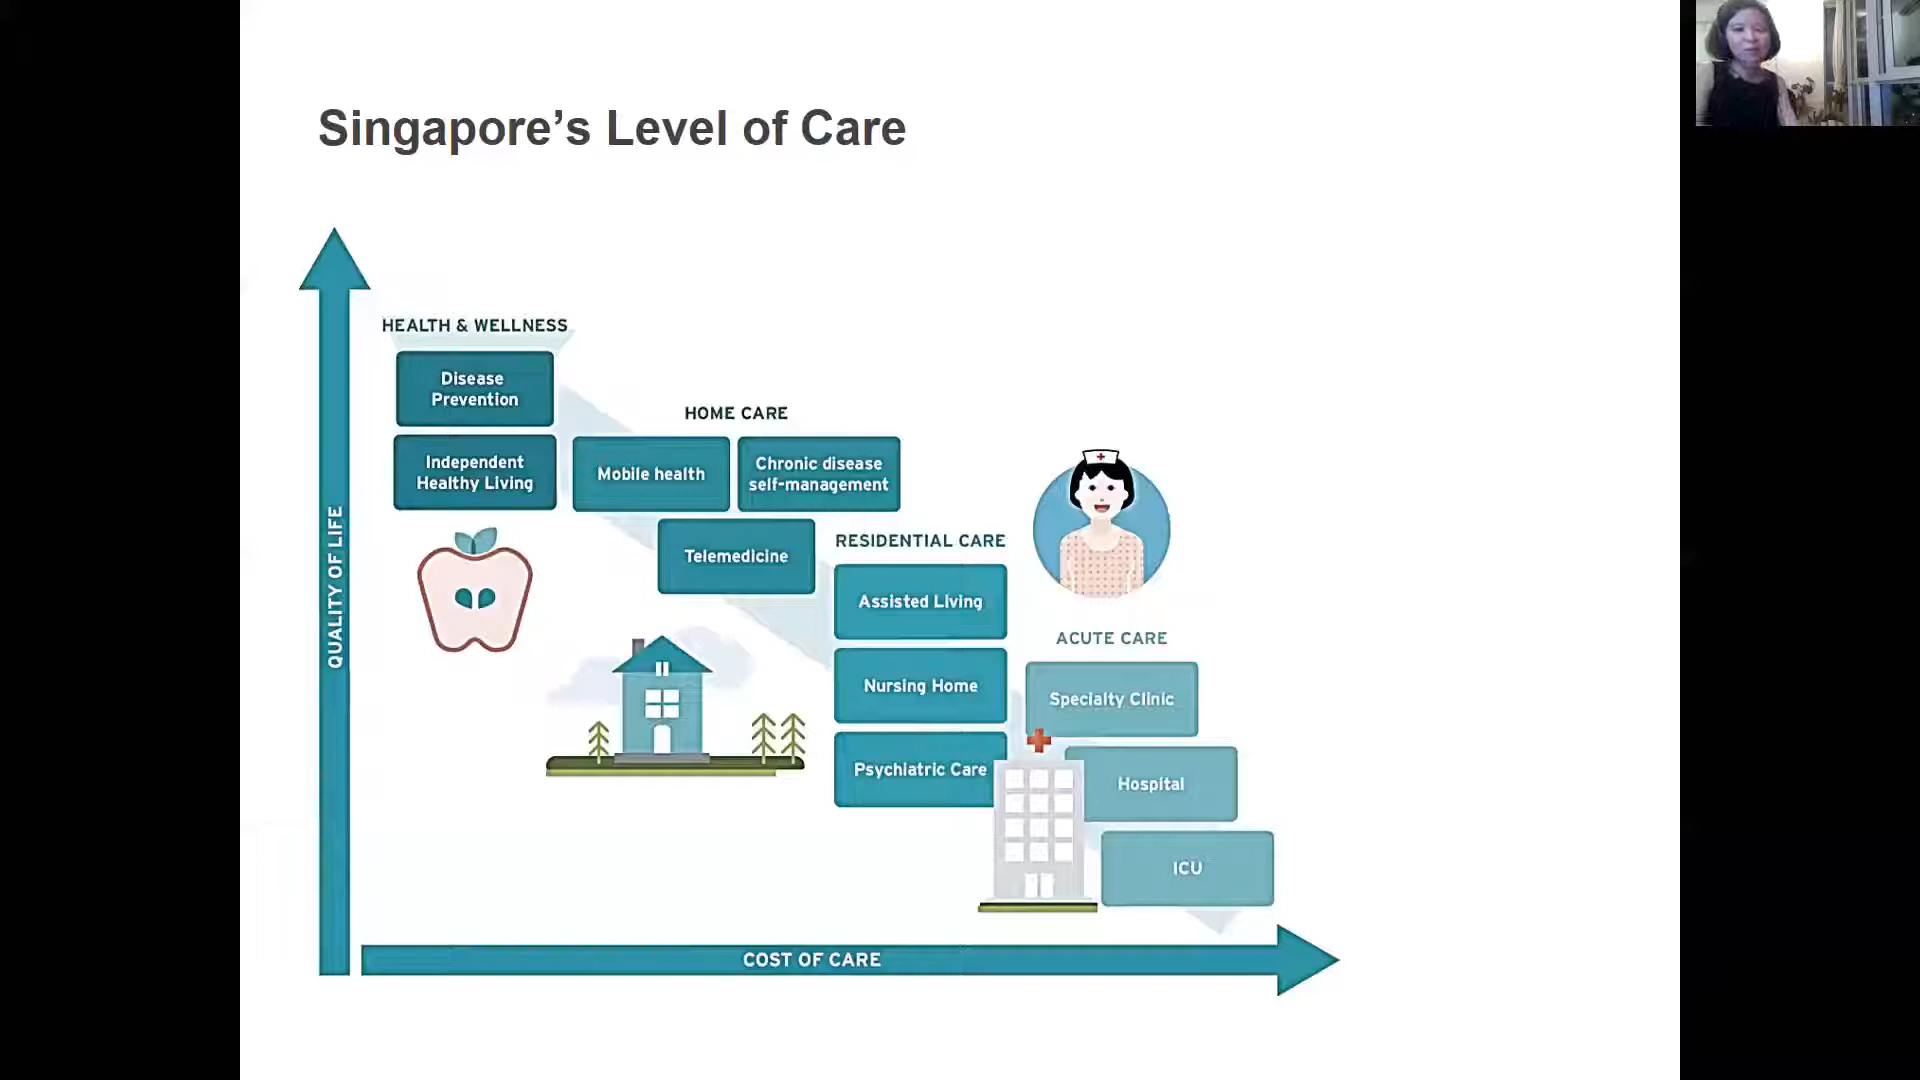 Singapore’s Level of Care
HEALTH & WELLNESS
Disease
Prevention
Independent
Healthy Living
HOME CARE
Mobile health
Chronic disease
self-management
Telemedicine
RESIDENTIAL CARE
Assisted Living
Nursing Home
Psychiatric Care
ACUTE CARE
Specialty Clinic
Hospital
ICU
QUALITY OF LIFE
COST OF CARE